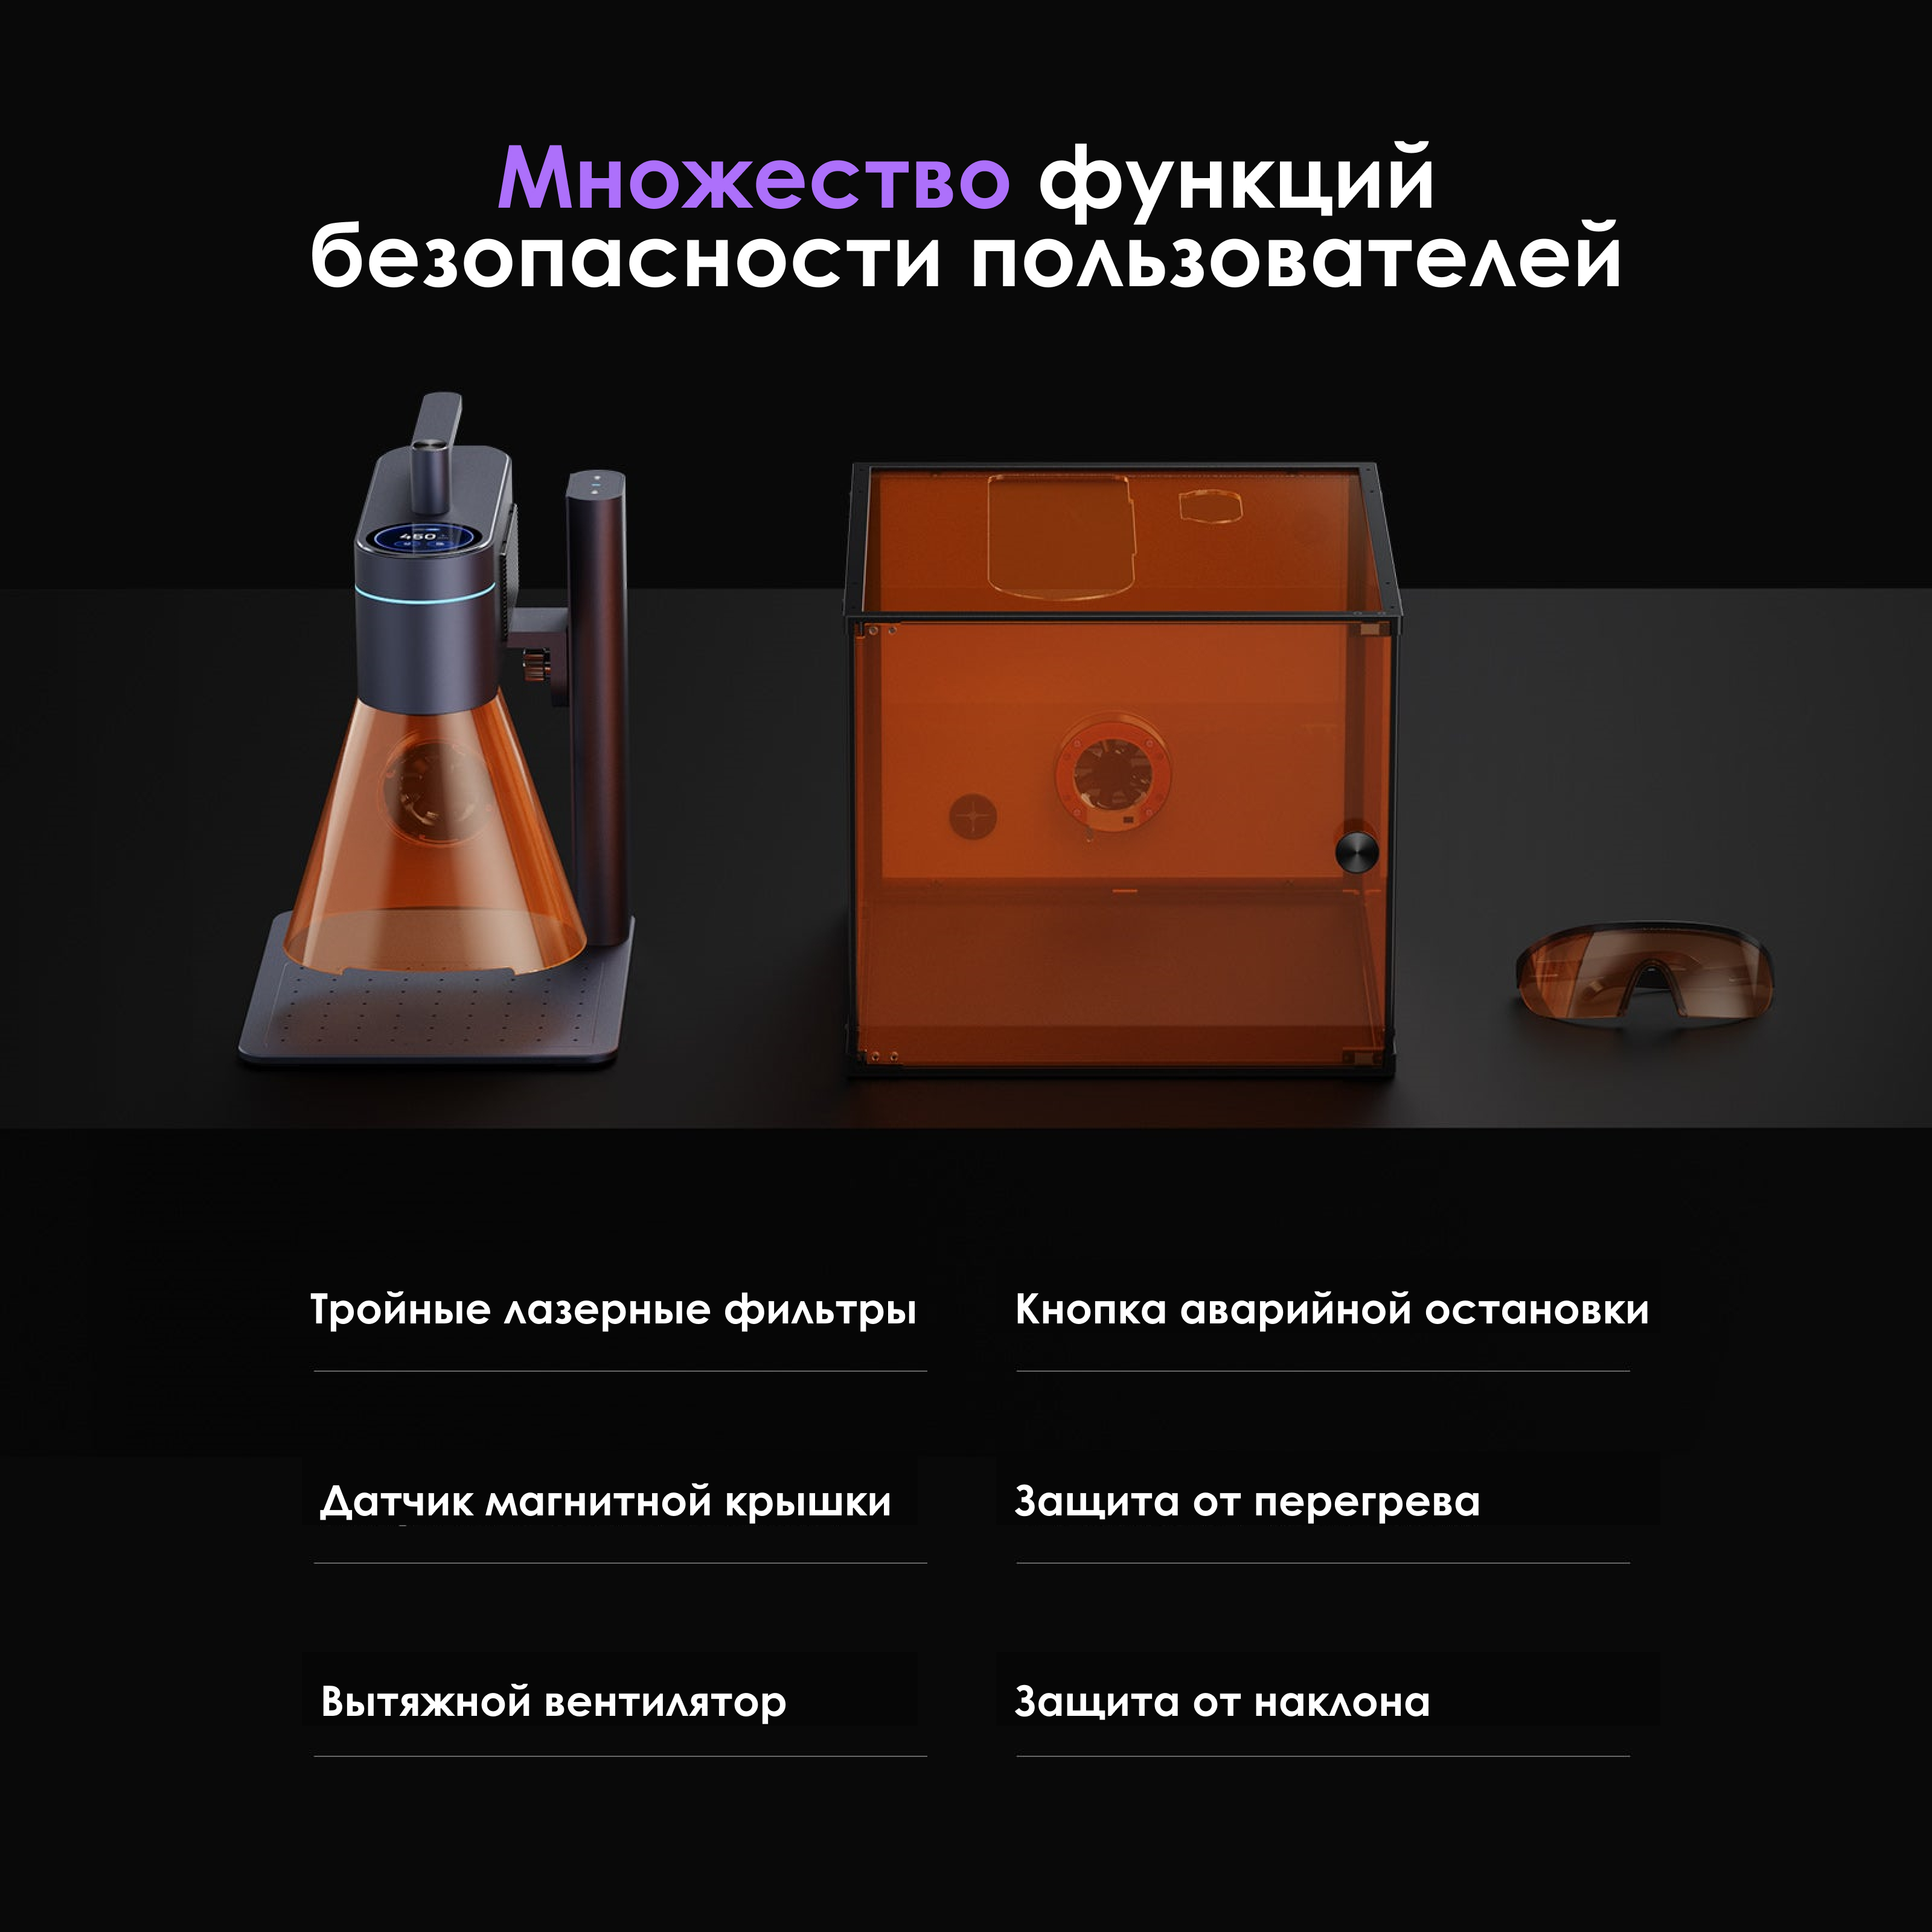 Множество функций
безопасности пользователей
450
Тройные лазерные фильтры
Кнопка аварийной остановки
Датчик магнитной крышки
Защита от перегрева
Вытяжной вентилятор
Защита от наклона